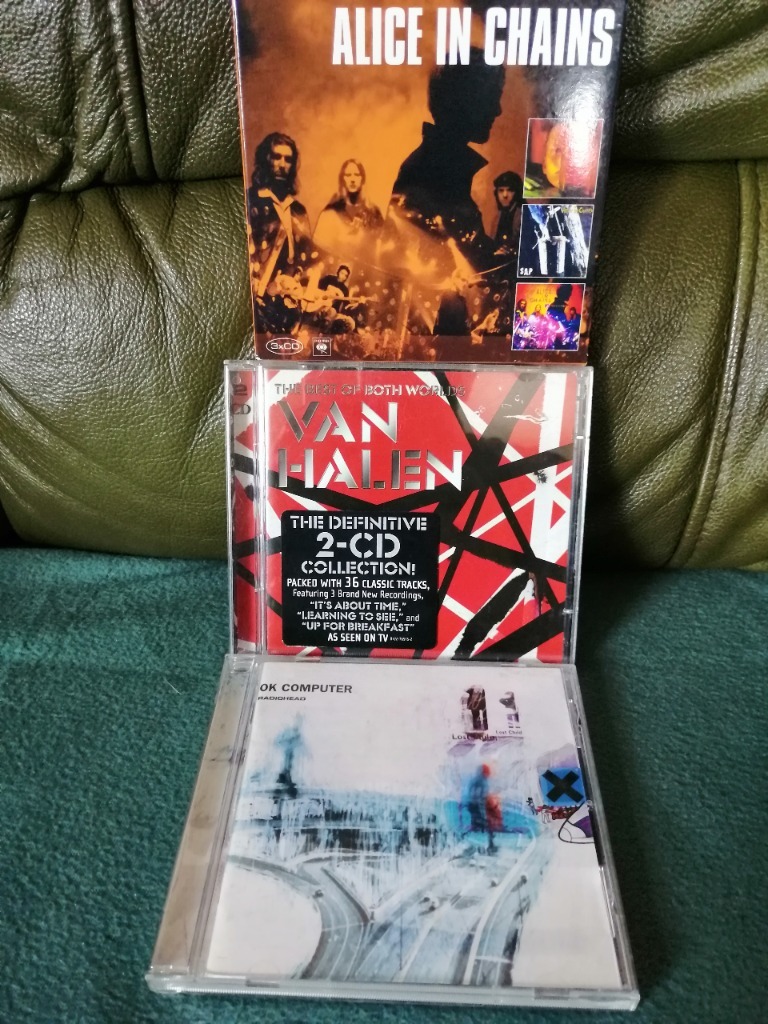 ALICE IN CHAINS
SAP
3xCD
2
CD
THE BEST OF BOTH WORLDS
VAN
HALEN
THE DEFINITIVE
2-CD
COLLECTION!
PACKED WITH 36 CLASSIC TRACKS,
Featuring 3 Brand New Recordings,
"IT'S ABOUT TIME,"
"LEARNING TO SEE," and
"UP FOR BREAKFAST"
AS SEEN ON TV
OK COMPUTER
RADIOHEAD
Lost Child